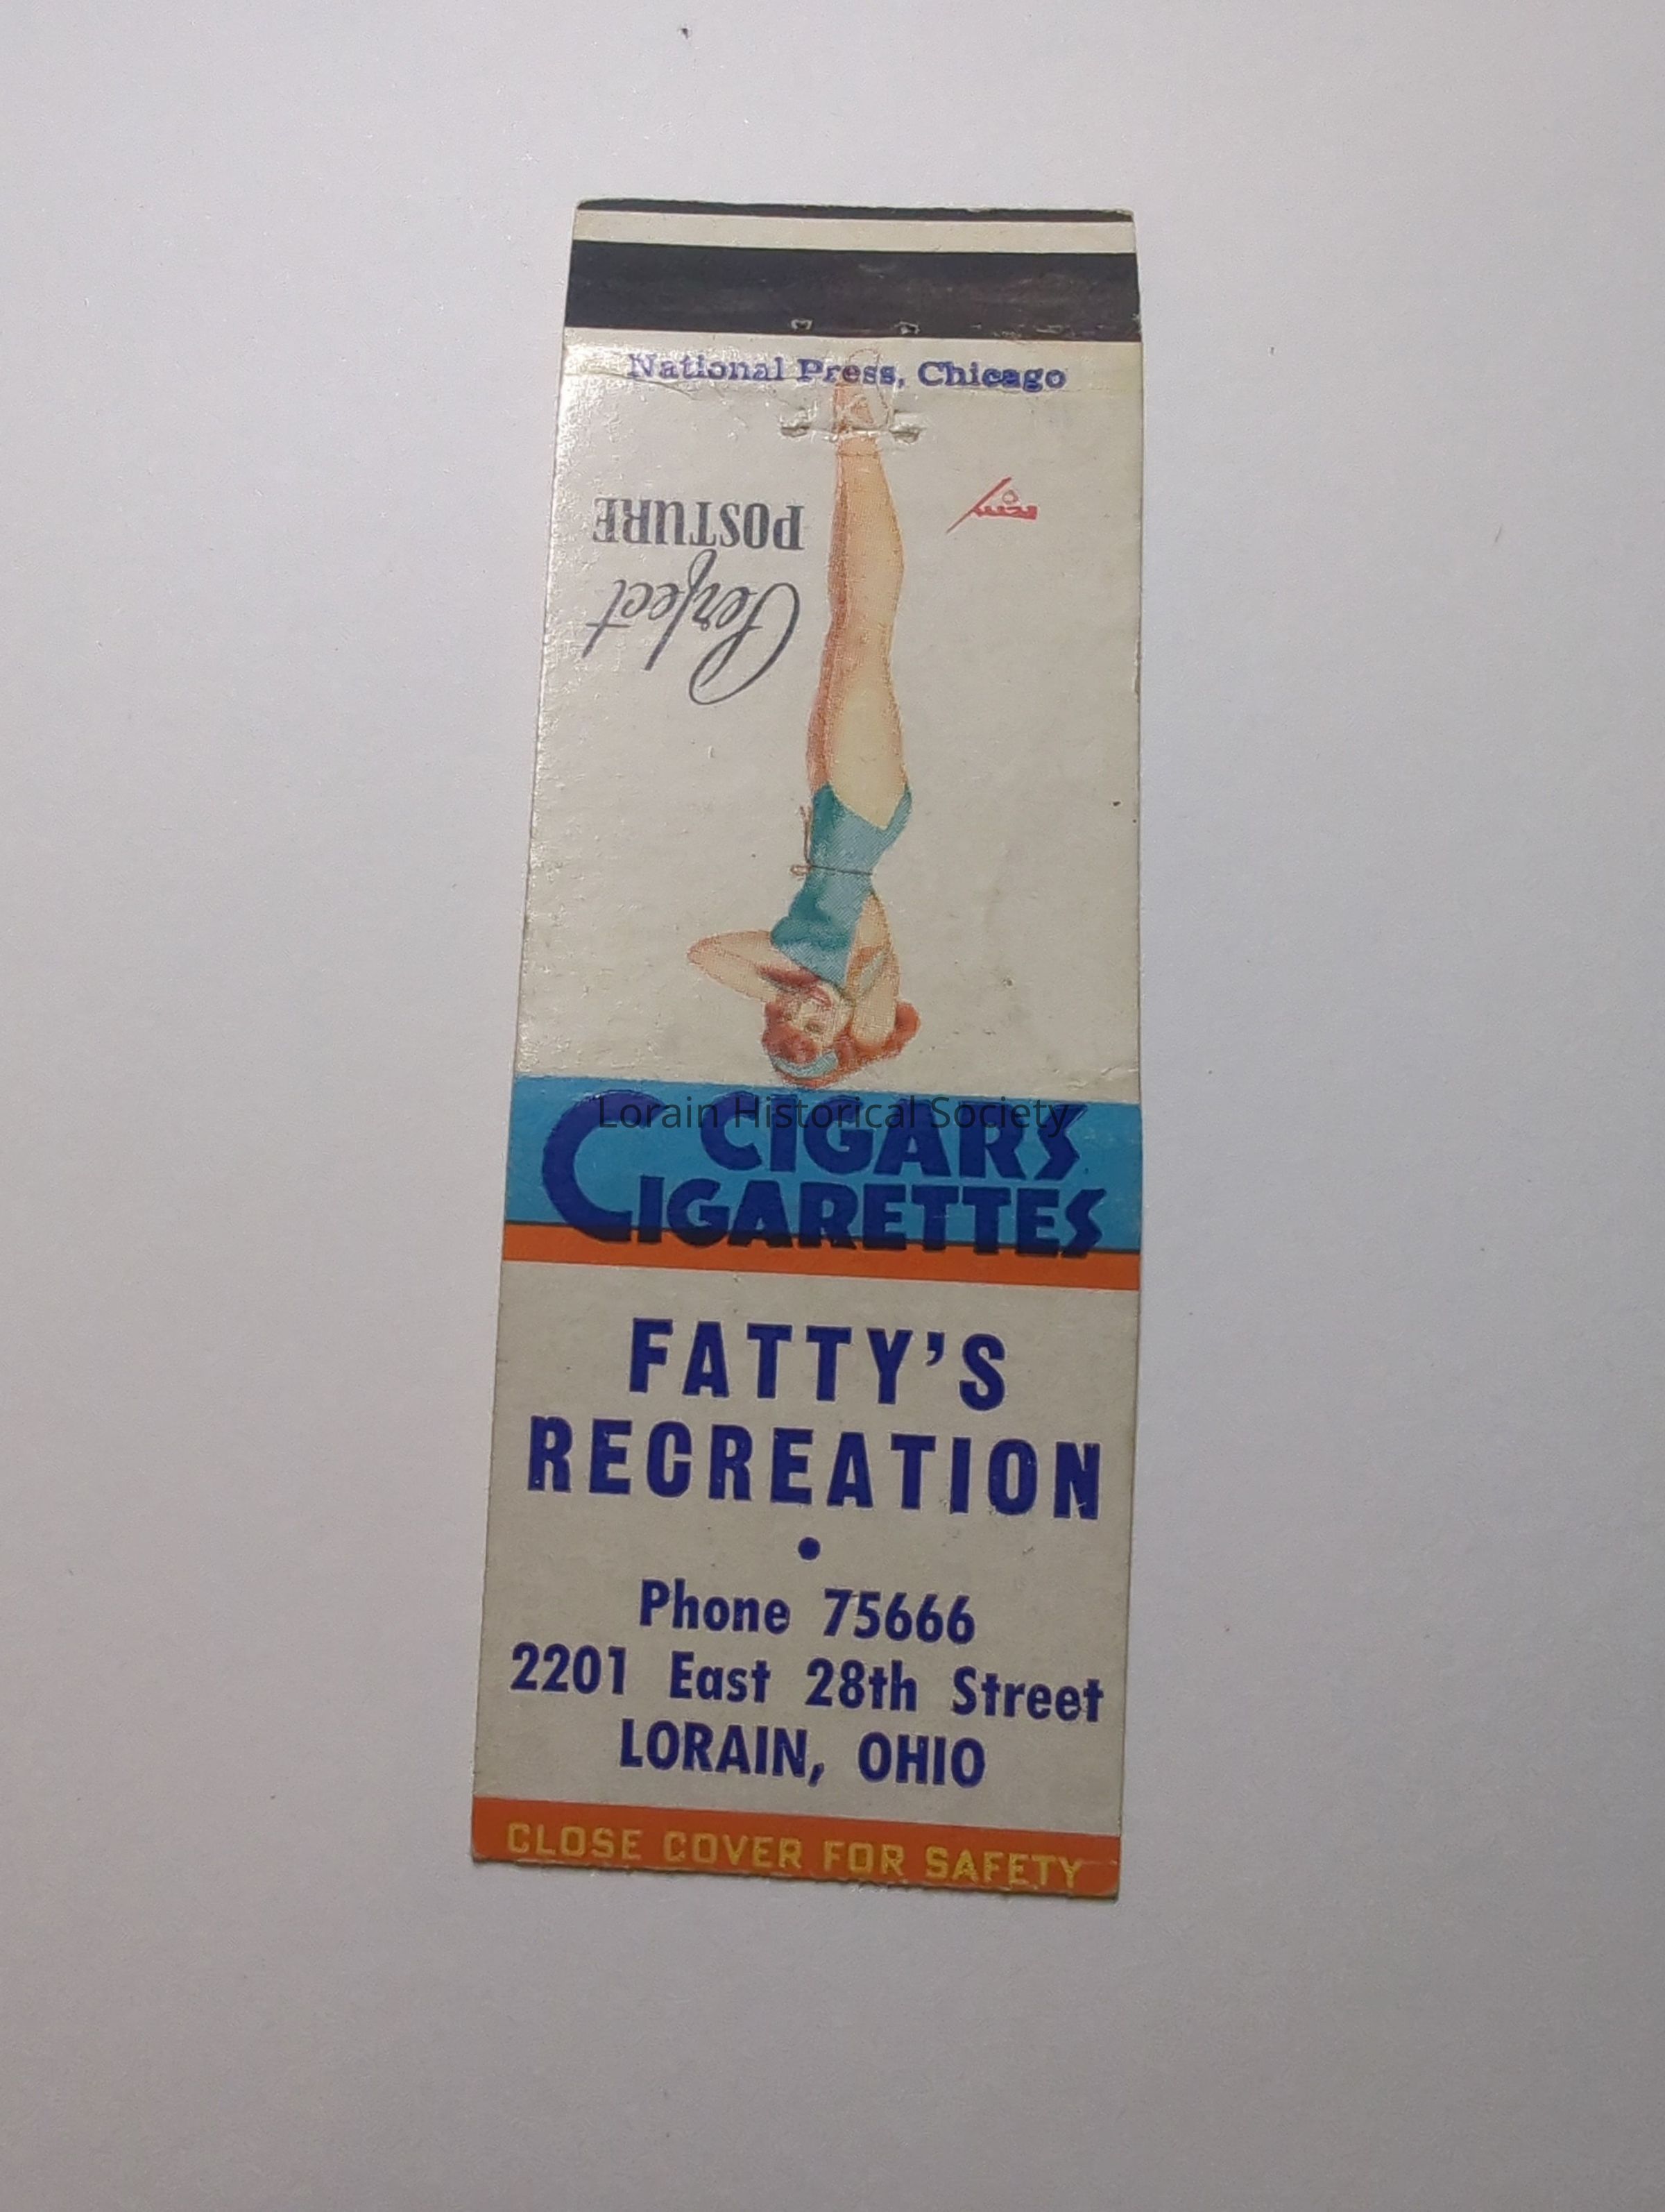 National Press, Chicago
Perfect
POSTURE
Lorain Historical Society
CIGARS
CIGARETTES
FATTY'S
RECREATION
Phone 75666
2201 East 28th Street
LORAIN, OHIO
CLOSE COVER FOR SAFETY